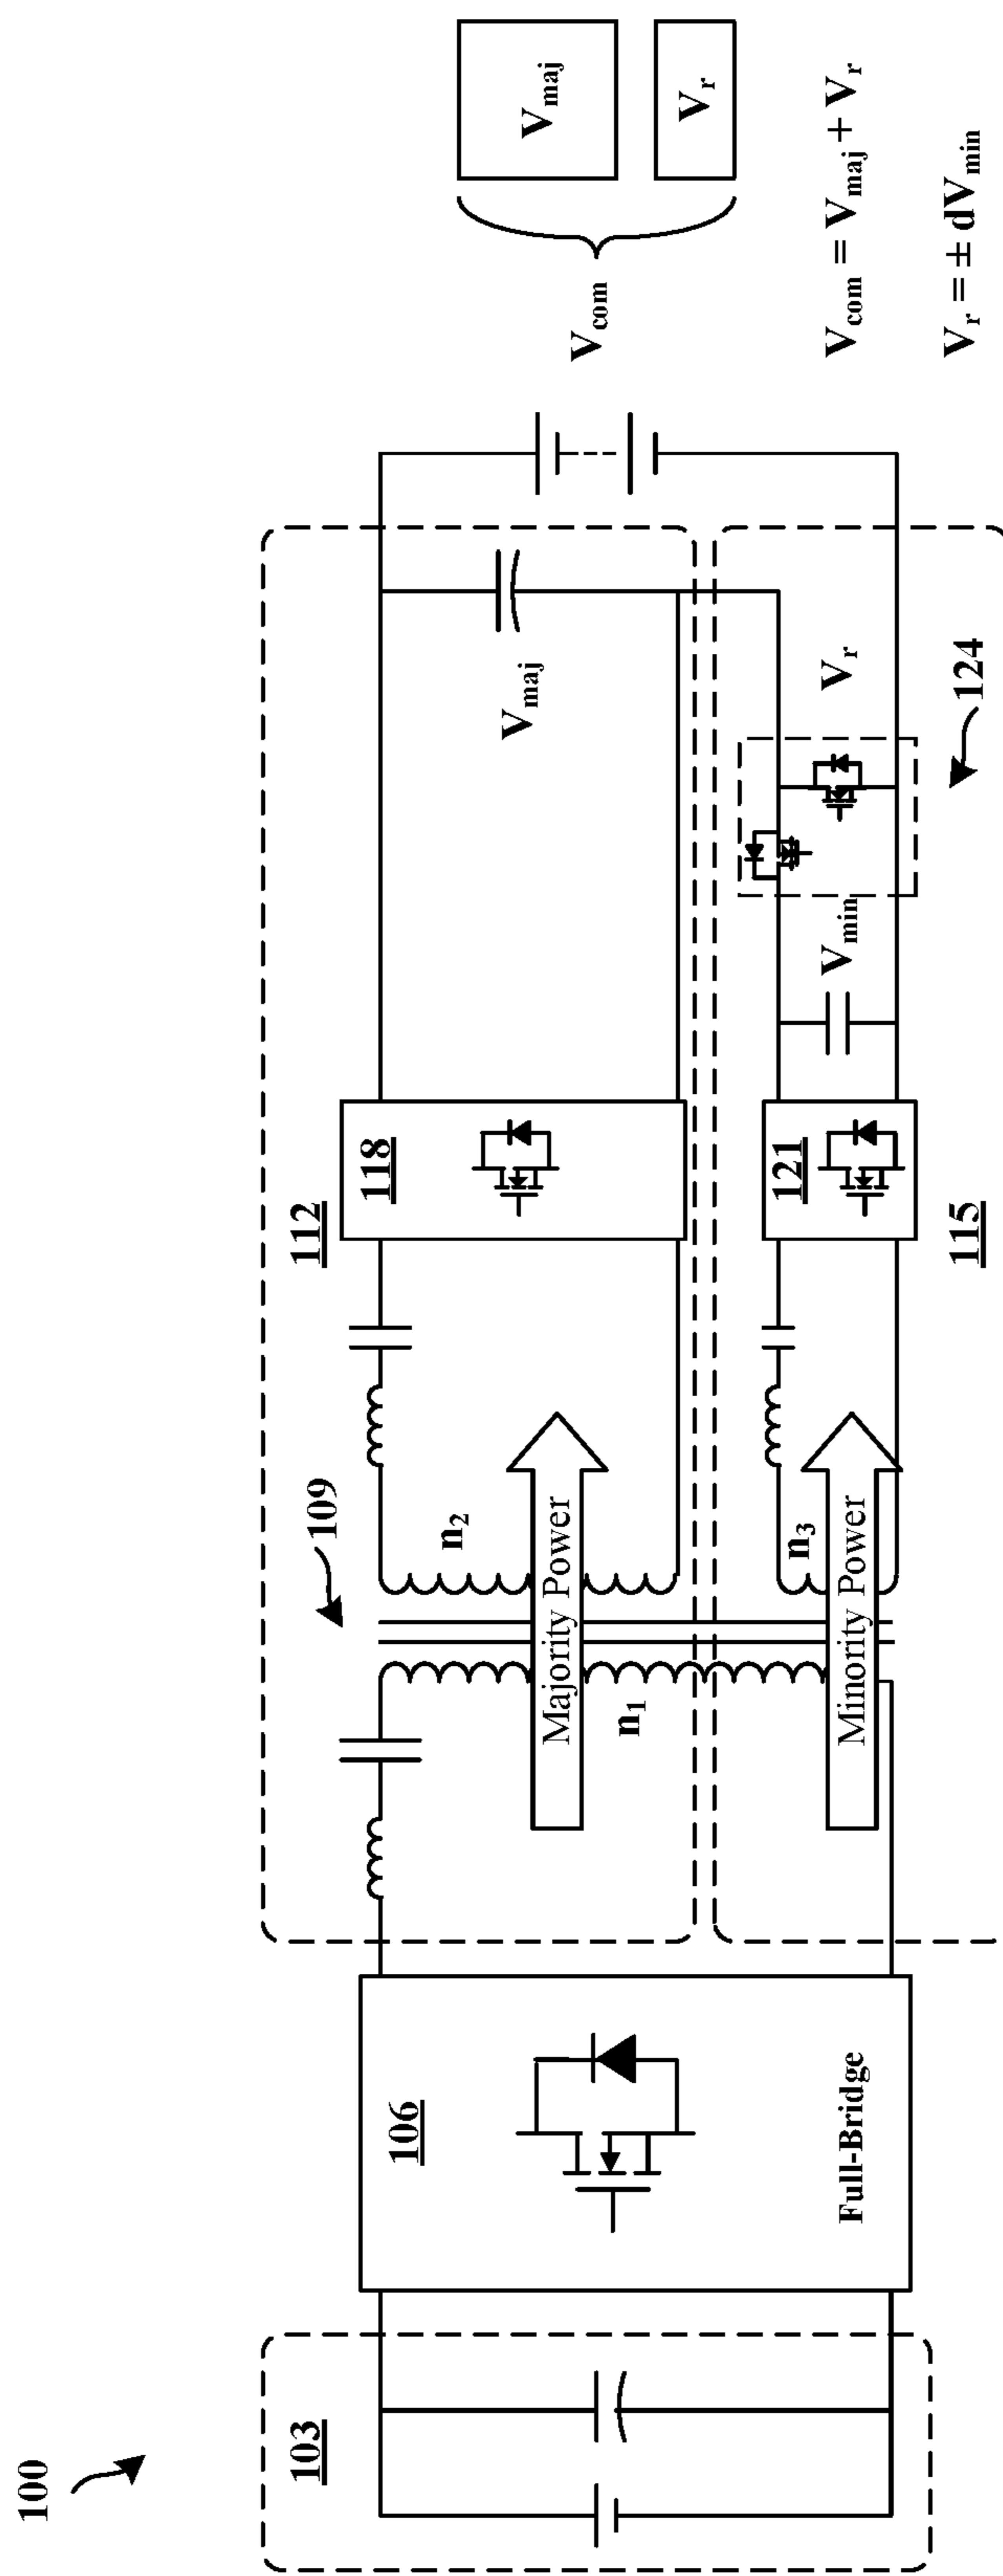 100
103
106
Full-Bridge
109
n₁
n₂
n₃
Majority Power
Minority Power
112
118
121
115
Vmaj
Vmin
Vr
124
Vcom
Vmaj
Vr
Vcom = Vmaj + Vr
Vr = ± dVmin